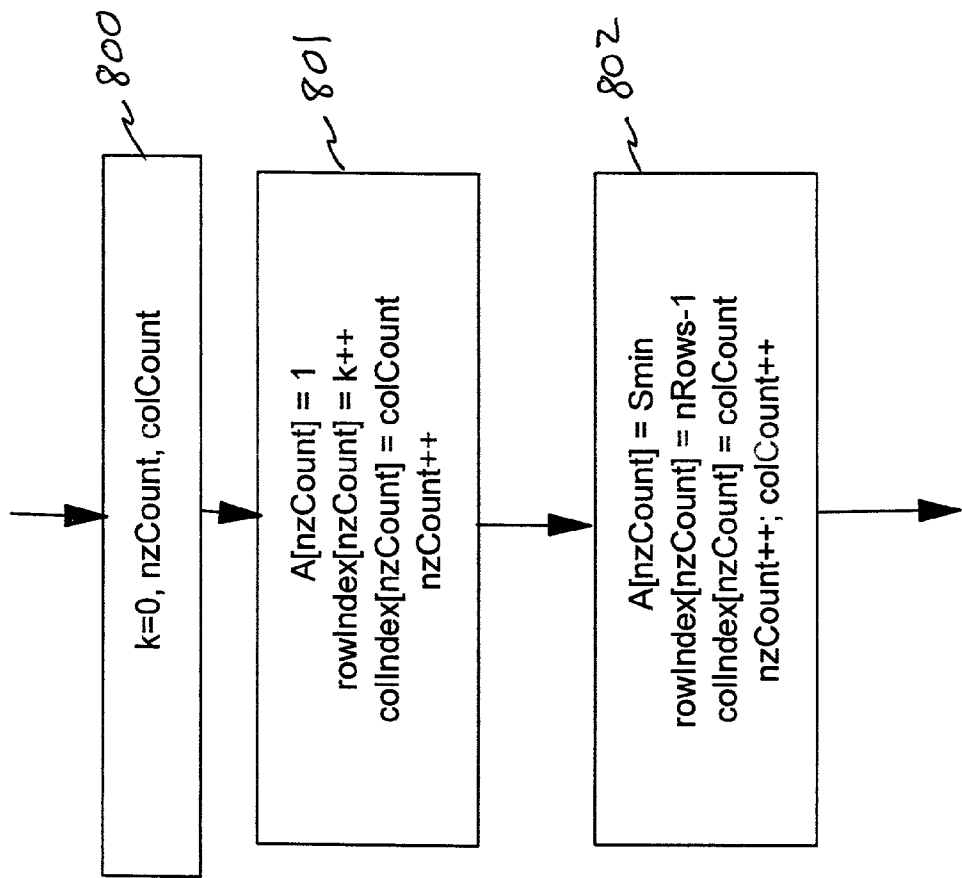 800
k=0, nzCount, colCount
801
A[nzCount] = 1
rowIndex[nzCount] = k++
colIndex[nzCount] = colCount
nzCount++
802
A[nzCount] = Smin
rowIndex[nzCount] = nRows-1
colIndex[nzCount] = colCount
nzCount++; colCount++